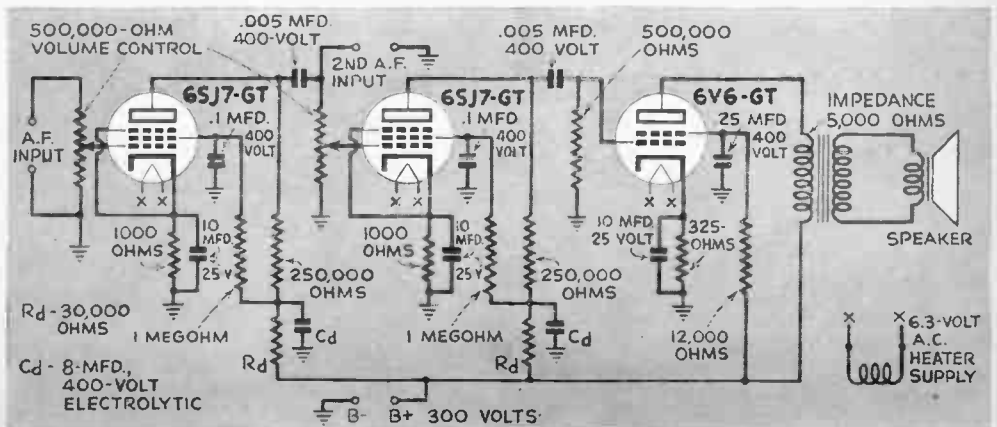 500,000-OHM
VOLUME CONTROL
.005 MFD.
400-VOLT
2ND A.F.
INPUT
.005 MFD.
400 VOLT
500,000
OHMS
6SJ7-GT
.1 MFD.
400
VOLT
6SJ7-GT
.1 MFD.
400
VOLT
6V6-GT
25 MFD
400
VOLT
IMPEDANCE
5,000 OHMS
A.F.
INPUT
X X
X X
X X
1000
OHMS
10
MFD.
25 V
250,000
OHMS
1000
OHMS
10
MFD.
25 V
250,000
OHMS
10 MFD.
25 VOLT
325-
OHMS
SPEAKER
Rd - 30,000
OHMS
1 MEGOHM
Cd
Rd
1 MEGOHM
Cd
Rd
12,000
OHMS
X X
6.3-VOLT
A.C.
HEATER
SUPPLY
Cd - 8-MFD.,
400-VOLT
ELECTROLYTIC
B- B+ 300 VOLTS.